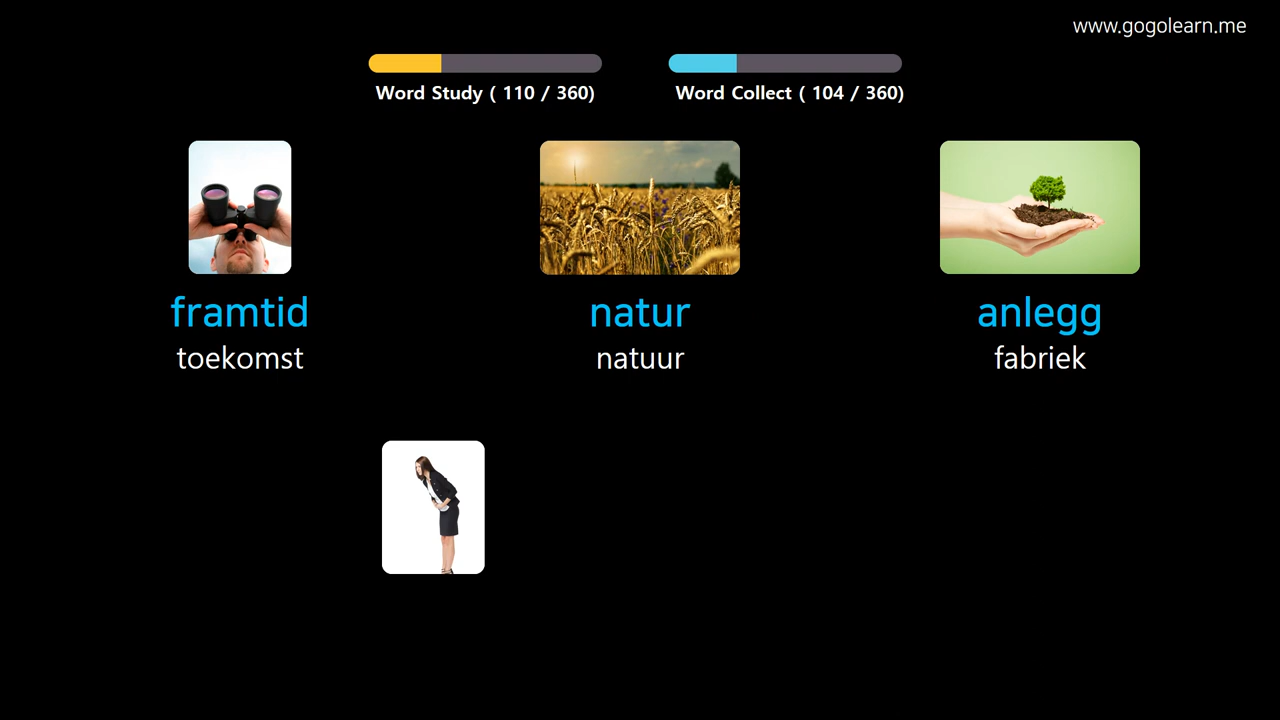 www.gogolearn.me
Word Study ( 110 / 360)
Word Collect ( 104 / 360)
framtid
natur
anlegg
toekomst
natuur
fabriek